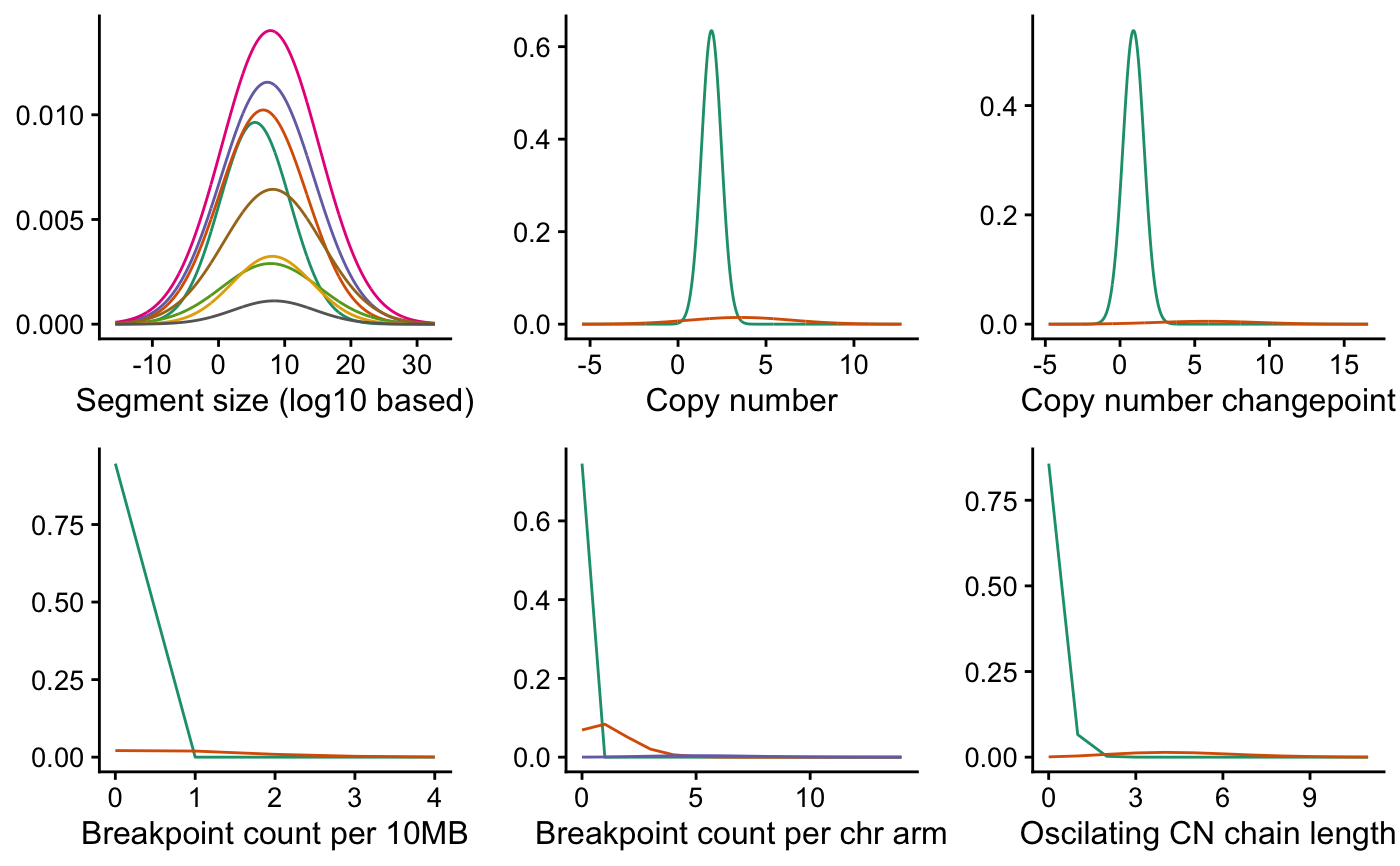 0.010
0.005
0.000
-10 0 10 20 30
Segment size (log10 based)
0.6
0.4
0.2
0.0
-5 0 5 10
Copy number
0.4
0.2
0.0
-5 0 5 10 15
Copy number changepoint
0.75
0.50
0.25
0.00
0 1 2 3 4
Breakpoint count per 10MB
0.6
0.4
0.2
0.0
0 5 10
Breakpoint count per chr arm
0.75
0.50
0.25
0.00
0 3 6 9
Oscilating CN chain length